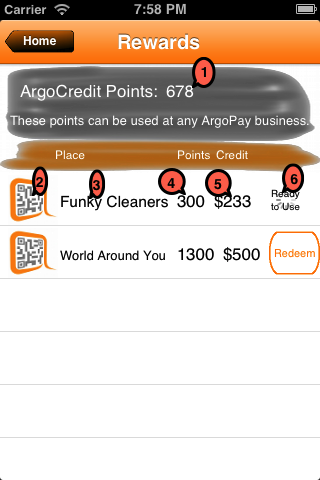 Carrier 7:58 PM
Home Rewards
1
ArgoCredit Points: 678
These points can be used at any ArgoPay business.
Place Points Credit
2 3 4 5 6
Funky Cleaners 300 $233 Ready to Use
World Around You 1300 $500 Redeem